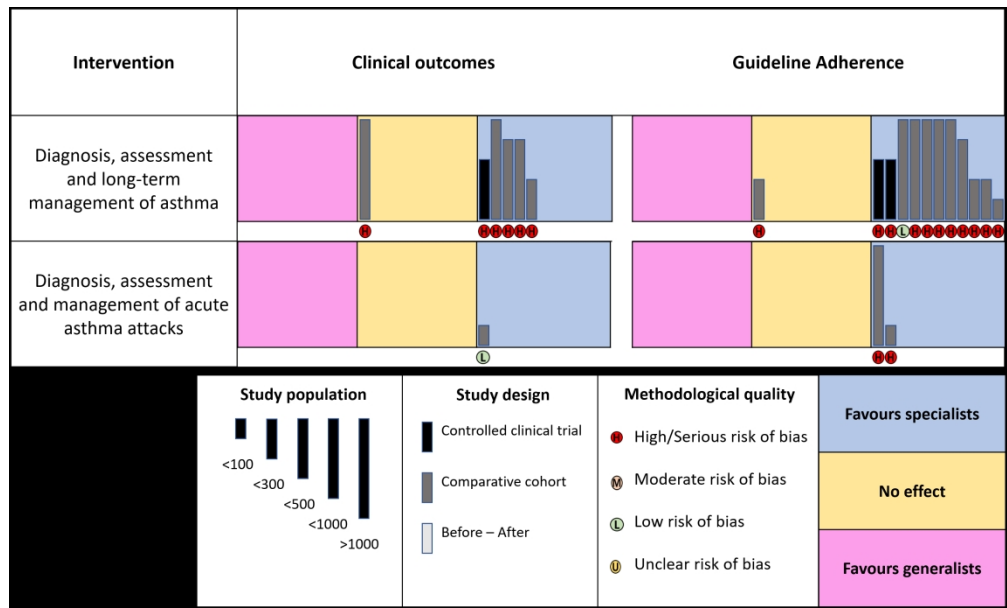 Intervention
Clinical outcomes
Guideline Adherence
Diagnosis, assessment
and long-term
management of asthma
H
H H H H H
H
H H L H H H H H H H H
Diagnosis, assessment
and management of acute
asthma attacks
L
H H
Study population
<100
<300
<500
<1000
>1000
Study design
Controlled clinical trial
Comparative cohort
Before – After
Methodological quality
H High/Serious risk of bias
M Moderate risk of bias
L Low risk of bias
U Unclear risk of bias
Favours specialists
No effect
Favours generalists